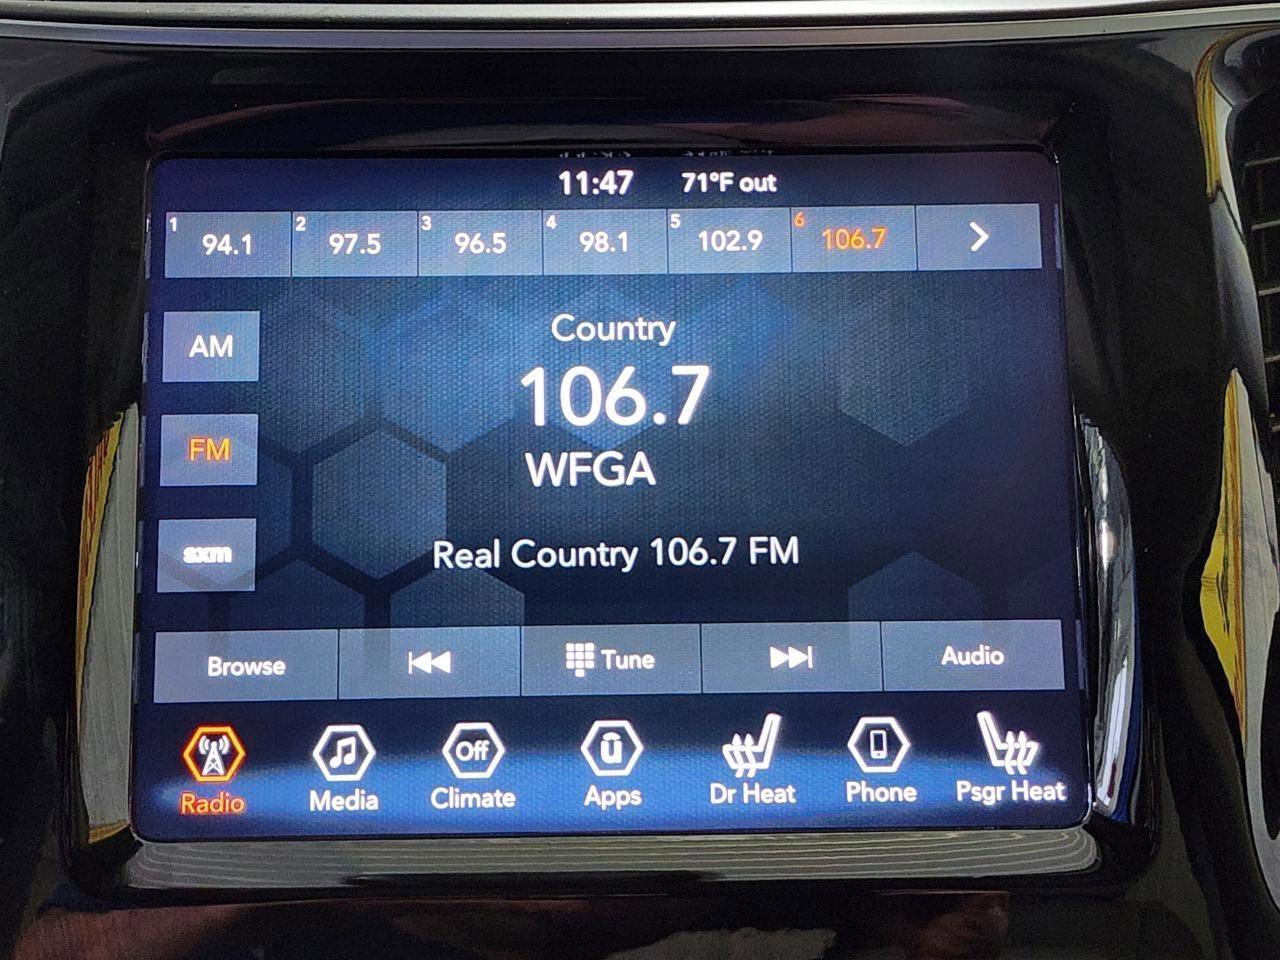 11:47 71°F out
1 94.1 2 97.5 3 96.5 4 98.1 5 102.9 6 106.7
Country
AM
106.7
FM
WFGA
sxm
Real Country 106.7 FM
Browse Tune Audio
Off ū
Radio Media Climate Apps Dr Heat Phone Psgr Heat